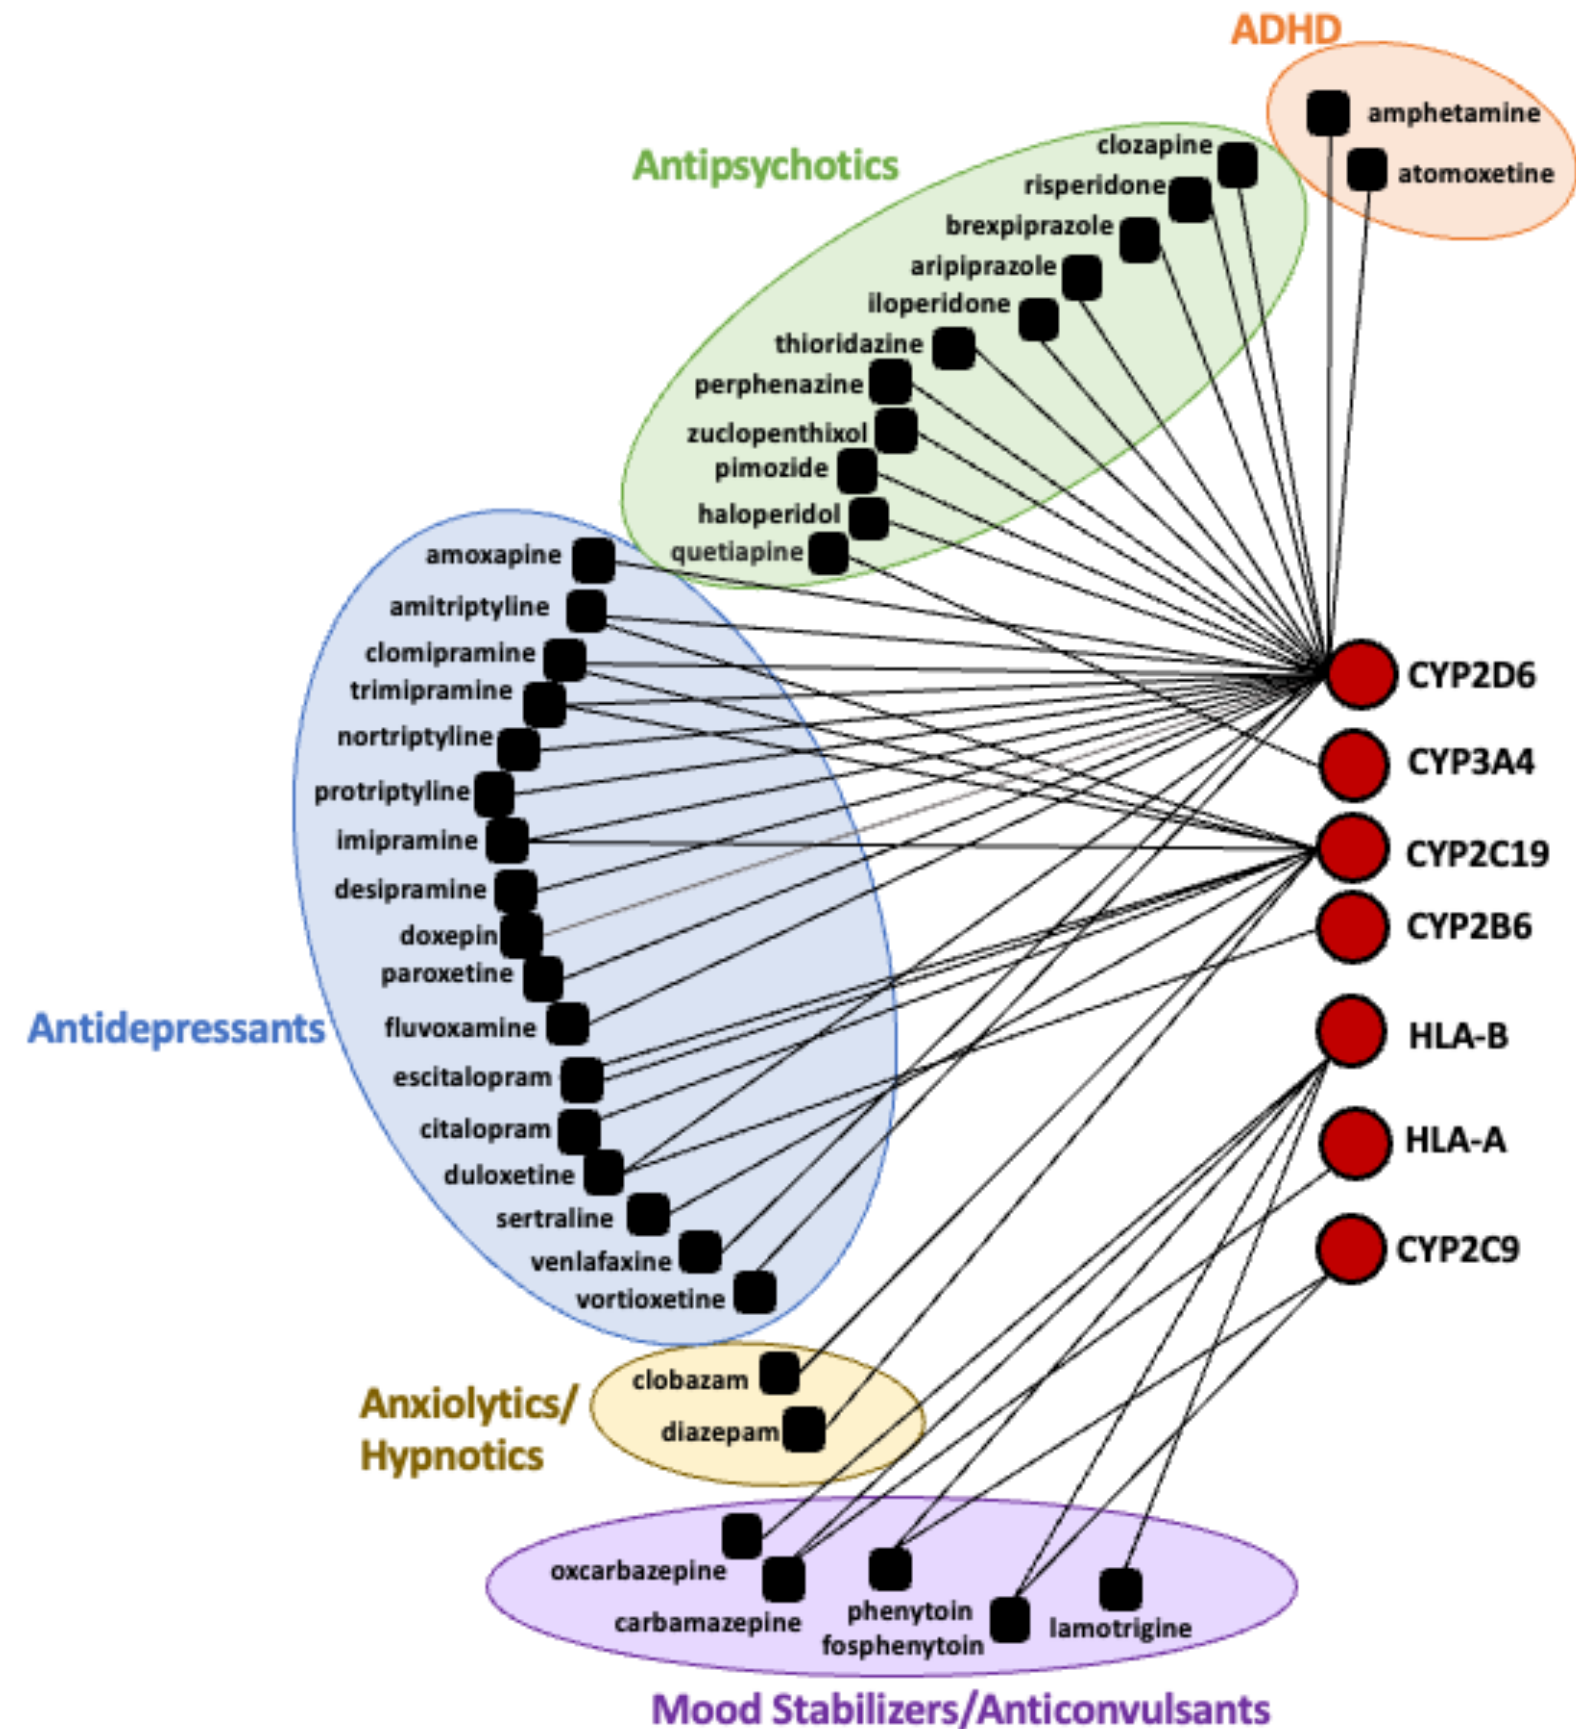 ADHD
amphetamine
atomoxetine
Antipsychotics
clozapine
risperidone
brexpiprazole
aripiprazole
iloperidone
thioridazine
perphenazine
zuclopenthixol
pimozide
haloperidol
quetiapine
Antidepressants
amoxapine
amitriptyline
clomipramine
trimipramine
nortriptyline
protriptyline
imipramine
desipramine
doxepin
paroxetine
fluvoxamine
escitalopram
citalopram
duloxetine
sertraline
venlafaxine
vortioxetine
Anxiolytics/
Hypnotics
clobazam
diazepam
oxcarbazepine
carbamazepine
phenytoin
fosphenytoin
lamotrigine
Mood Stabilizers/Anticonvulsants
CYP2D6
CYP3A4
CYP2C19
CYP2B6
HLA-B
HLA-A
CYP2C9